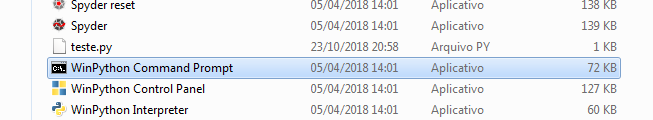 Spyder reset 05/04/2018 14:01 Aplicativo 138 KB
Spyder 05/04/2018 14:01 Aplicativo 139 KB
teste.py 23/10/2018 20:58 Arquivo PY 1 KB
WinPython Command Prompt 05/04/2018 14:01 Aplicativo 72 KB
WinPython Control Panel 05/04/2018 14:01 Aplicativo 127 KB
WinPython Interpreter 05/04/2018 14:01 Aplicativo 60 KB